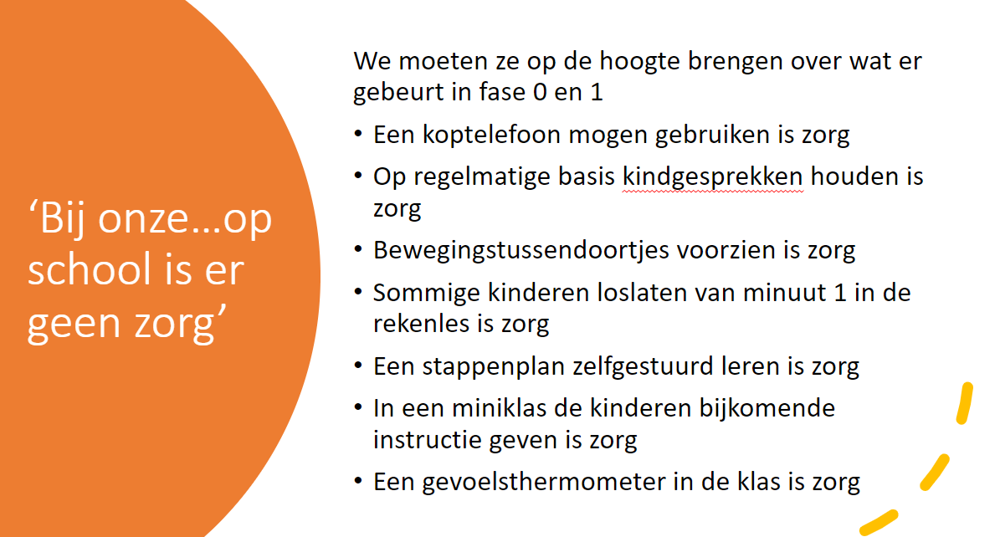 ‘Bij onze...op
school is er
geen zorg’
We moeten ze op de hoogte brengen over wat er
gebeurt in fase 0 en 1
• Een koptelefoon mogen gebruiken is zorg
• Op regelmatige basis kindgesprekken houden is
zorg
• Bewegingstussendoortjes voorzien is zorg
• Sommige kinderen loslaten van minuut 1 in de
rekenles is zorg
• Een stappenplan zelfgestuurd leren is zorg
• In een miniklas de kinderen bijkomende
instructie geven is zorg
• Een gevoelsthermometer in de klas is zorg